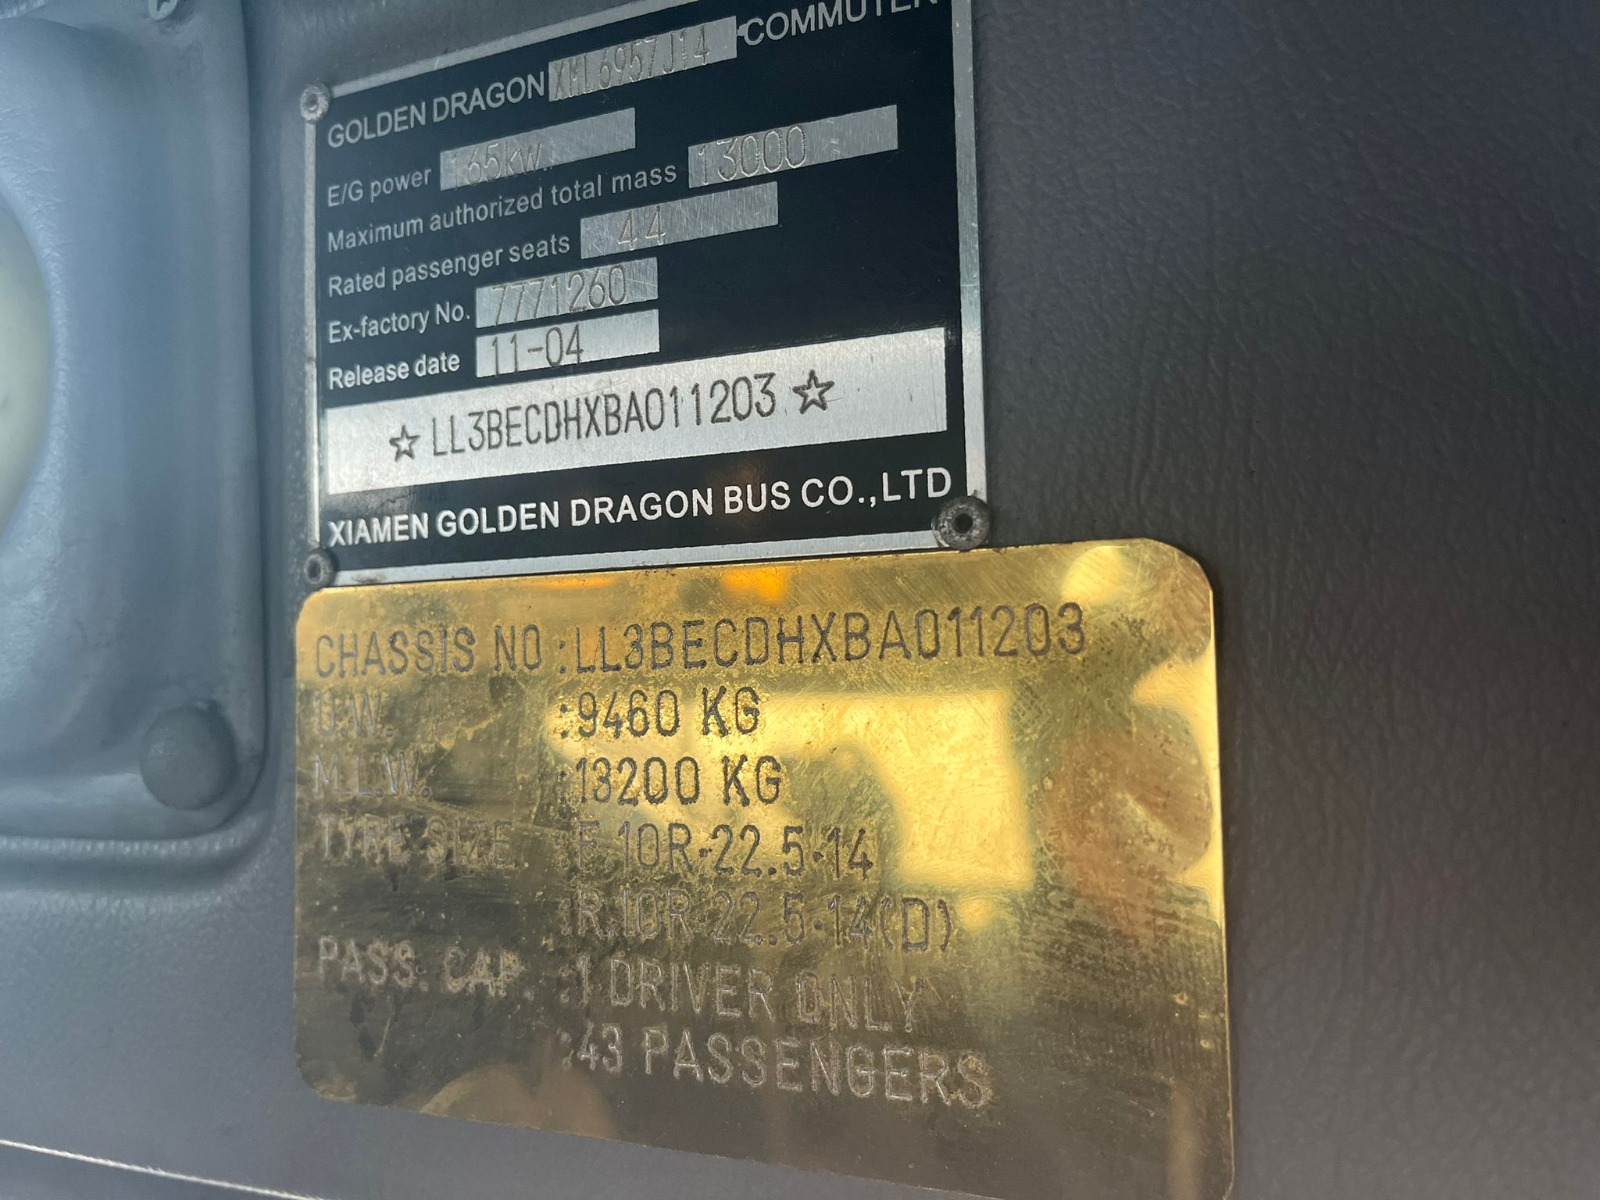 GOLDEN DRAGON XML6957J14 COMMUTER
E/G power 165kw.
Maximum authorized total mass 13000
Rated passenger seats 44
Ex-factory No. 7771260
Release date 11-04
☆ LL3BECDHXBA011203 ☆
XIAMEN GOLDEN DRAGON BUS CO.,LTD
CHASSIS NO :LL3BECDHXBA011203
U.W. :9460 KG
M.L.W. :13200 KG
TYRE SIZE. :F.10R-22.5-14
:R.10R-22.5-14(D)
PASS. CAP. :1 DRIVER ONLY
:43 PASSENGERS